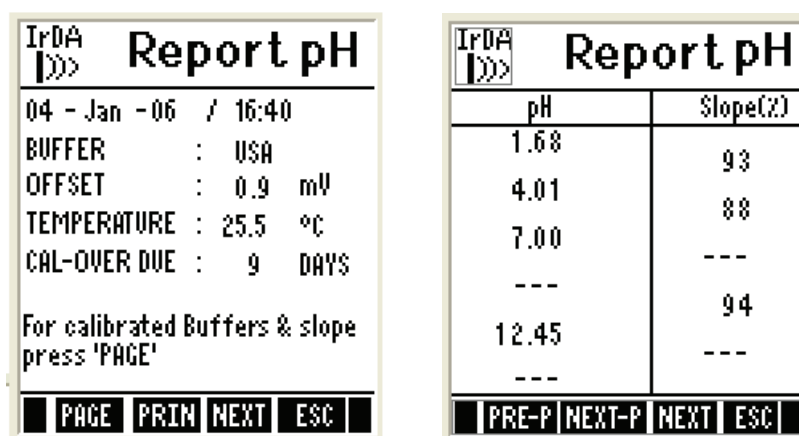 IrDA
Report pH
04 - Jan - 06 / 16:40
BUFFER : USA
OFFSET : 0.9 mV
TEMPERATURE : 25.5 °C
CAL-OVER DUE : 9 DAYS
For calibrated Buffers & slope
press 'PAGE'
PAGE PRIN NEXT ESC
IrDA
Report pH
pH Slope(%)
1.68
93
4.01
88
7.00
---
---
94
12.45
---
---
PRE-P NEXT-P NEXT ESC